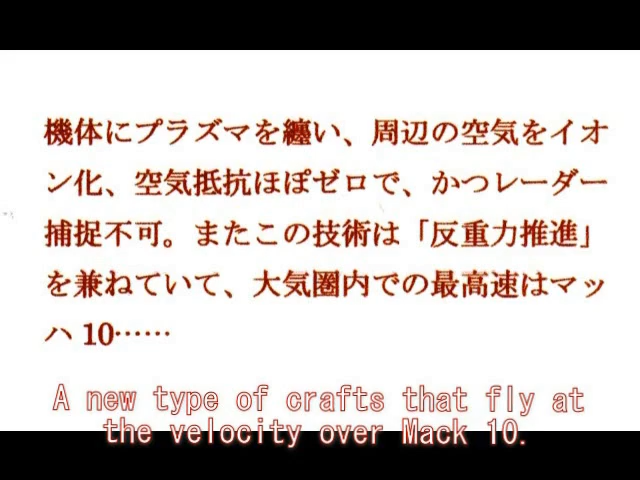 機体にプラズマを纏い、周辺の空気をイオ
ン化、空気抵抗ほぼゼロで、かつレーダー
捕捉不可。またこの技術は「反重力推進」
を兼ねていて、大気圏内での最高速はマッ
ハ 10……
A new type of crafts that fly at
the velocity over Mack 10.